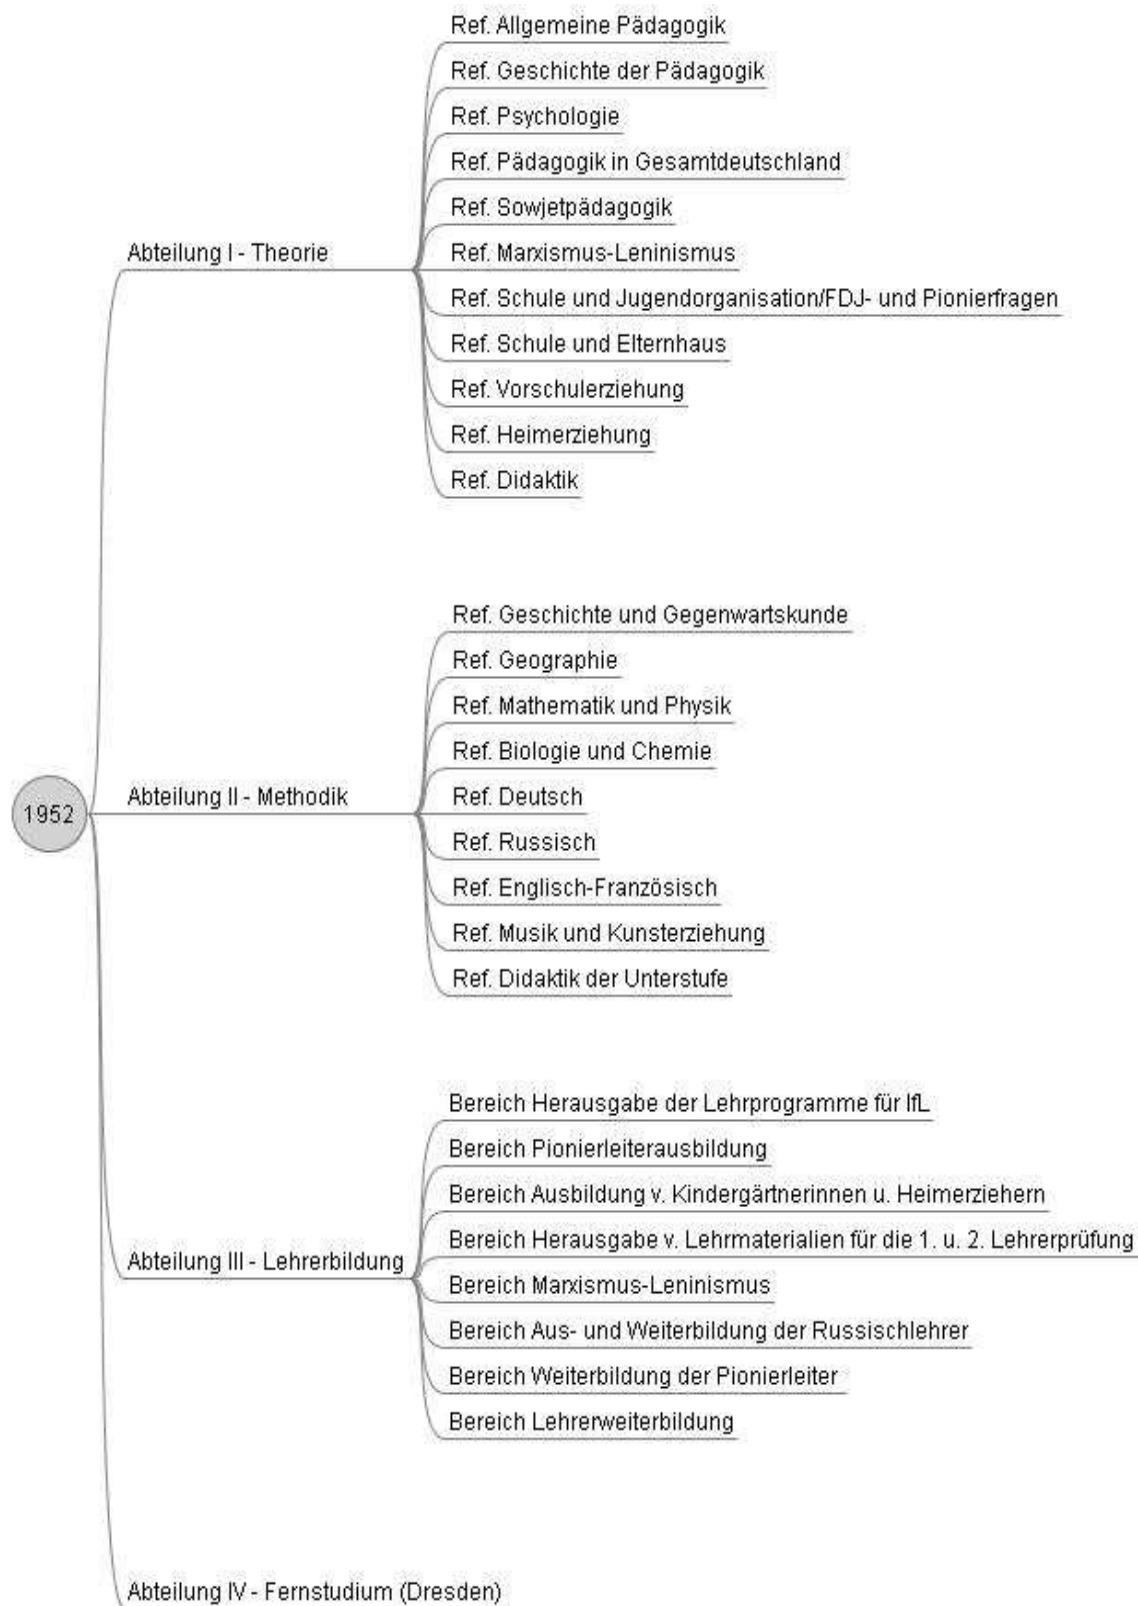 1952
Abteilung I - Theorie
Ref. Allgemeine Pädagogik
Ref. Geschichte der Pädagogik
Ref. Psychologie
Ref. Pädagogik in Gesamtdeutschland
Ref. Sowjetpädagogik
Ref. Marxismus-Leninismus
Ref. Schule und Jugendorganisation/FDJ- und Pionierfragen
Ref. Schule und Elternhaus
Ref. Vorschulerziehung
Ref. Heimerziehung
Ref. Didaktik
Abteilung II - Methodik
Ref. Geschichte und Gegenwartskunde
Ref. Geographie
Ref. Mathematik und Physik
Ref. Biologie und Chemie
Ref. Deutsch
Ref. Russisch
Ref. Englisch-Französisch
Ref. Musik und Kunsterziehung
Ref. Didaktik der Unterstufe
Abteilung III - Lehrerbildung
Bereich Herausgabe der Lehrprogramme für IfL
Bereich Pionierleiterausbildung
Bereich Ausbildung v. Kindergärtnerinnen u. Heimerziehern
Bereich Herausgabe v. Lehrmaterialien für die 1. u. 2. Lehrerprüfung
Bereich Marxismus-Leninismus
Bereich Aus- und Weiterbildung der Russischlehrer
Bereich Weiterbildung der Pionierleiter
Bereich Lehrerweiterbildung
Abteilung IV - Fernstudium (Dresden)